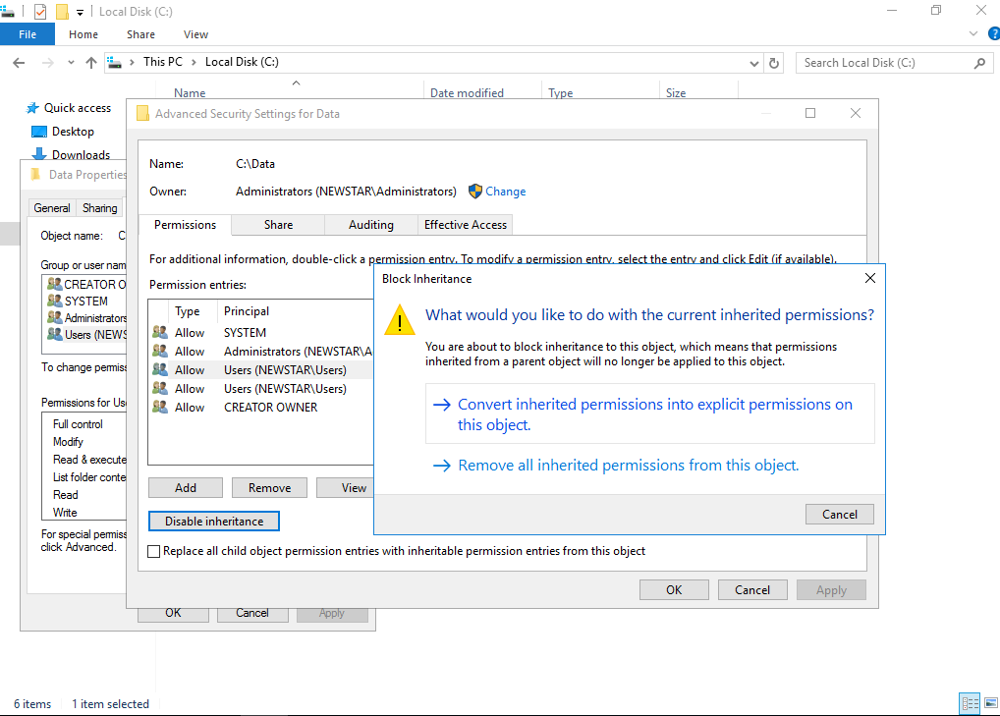 Local Disk (C:)
File Home Share View
This PC Local Disk (C:)
Search Local Disk (C:)
Name Date modified Type Size
Quick access
Desktop
Downloads
Data Properties
General Sharing
Object name: C
Group or user nam
CREATOR O
SYSTEM
Administrators
Users (NEWS
To change permiss
Permissions for Us
Full control
Modify
Read & execute
List folder conte
Read
Write
For special permiss
click Advanced.
OK Cancel Apply
Advanced Security Settings for Data
Name: C:\Data
Owner: Administrators (NEWSTAR\Administrators) Change
Permissions Share Auditing Effective Access
For additional information, double-click a permission entry. To modify a permission entry, select the entry and click Edit (if available).
Permission entries:
Type Principal
Allow SYSTEM
Allow Administrators (NEWSTAR\A
Allow Users (NEWSTAR\Users)
Allow Users (NEWSTAR\Users)
Allow CREATOR OWNER
Add Remove View
Disable inheritance
Replace all child object permission entries with inheritable permission entries from this object
OK Cancel Apply
Block Inheritance
What would you like to do with the current inherited permissions?
You are about to block inheritance to this object, which means that permissions
inherited from a parent object will no longer be applied to this object.
Convert inherited permissions into explicit permissions on
this object.
Remove all inherited permissions from this object.
Cancel
6 items 1 item selected